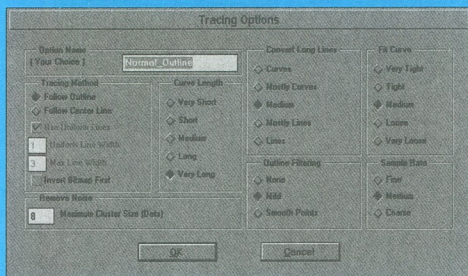 Tracing Options
Option Name
( Your Choice )
Normal_Outline
Tracing Method
Follow Outline
Follow Center Line
Use Uniform Lines
1 Uniform Line Width
3 Max Line Width
Invert Bitmap First
Curve Length
Very Short
Short
Medium
Long
Very Long
Remove Noise
8 Maximum Cluster Size (Dots)
Convert Long Lines
Curves
Mostly Curves
Medium
Mostly Lines
Lines
Fit Curve
Very Tight
Tight
Medium
Loose
Very Loose
Outline Filtering
None
Mild
Smooth Points
Sample Rate
Fine
Medium
Coarse
OK
Cancel